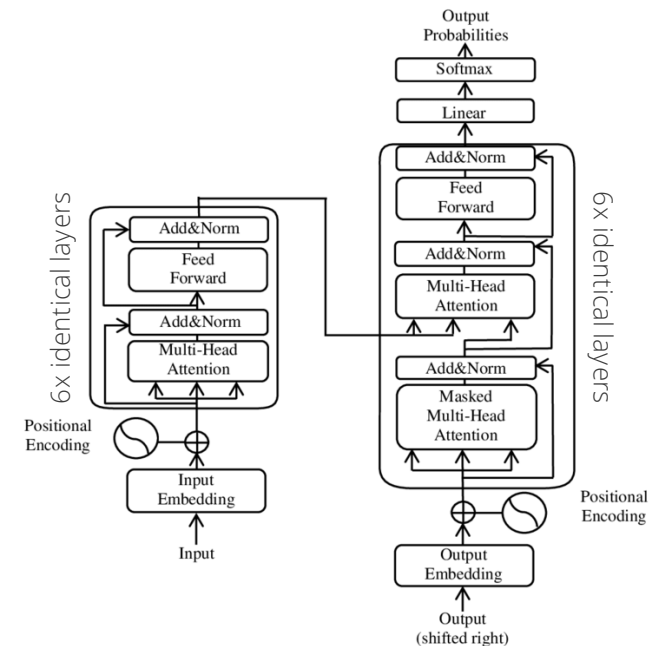 6x identical layers
Add&Norm
Feed
Forward
Add&Norm
Multi-Head
Attention
Positional
Encoding
Input
Embedding
Input
Output
Probabilities
Softmax
Linear
Add&Norm
Feed
Forward
Add&Norm
Multi-Head
Attention
Add&Norm
Masked
Multi-Head
Attention
6x identical layers
Positional
Encoding
Output
Embedding
Output
(shifted right)